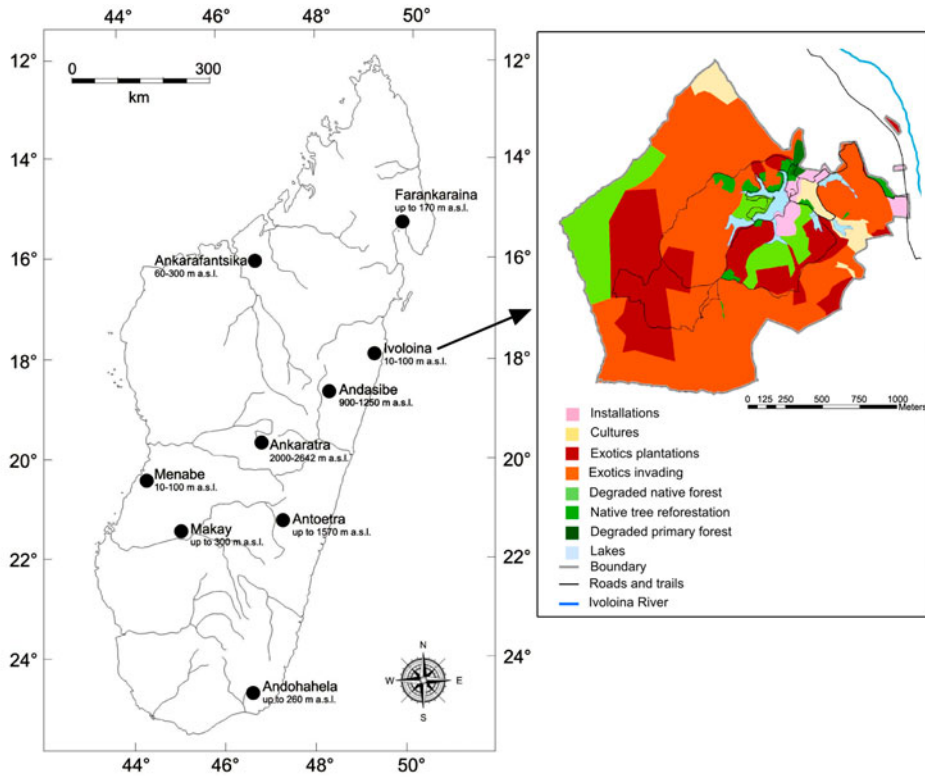 44° 46° 48° 50°
12°
14°
16°
18°
20°
22°
24°
0 300
km
Farankaraina
up to 170 m a.s.l.
Ankarafantsika
60-300 m a.s.l.
Ivoloina
10-100 m a.s.l.
Andasibe
900-1250 m a.s.l.
Ankaratra
2000-2642 m a.s.l.
Menabe
10-100 m a.s.l.
Makay
up to 300 m a.s.l.
Antoetra
up to 1570 m a.s.l.
Andohahela
up to 260 m a.s.l.
N
W E
S
44° 46° 48° 50°
12°
14°
16°
18°
20°
22°
24°
0 125 250 500 750 1000
Meters
Installations
Cultures
Exotics plantations
Exotics invading
Degraded native forest
Native tree reforestation
Degraded primary forest
Lakes
Boundary
Roads and trails
Ivoloina River